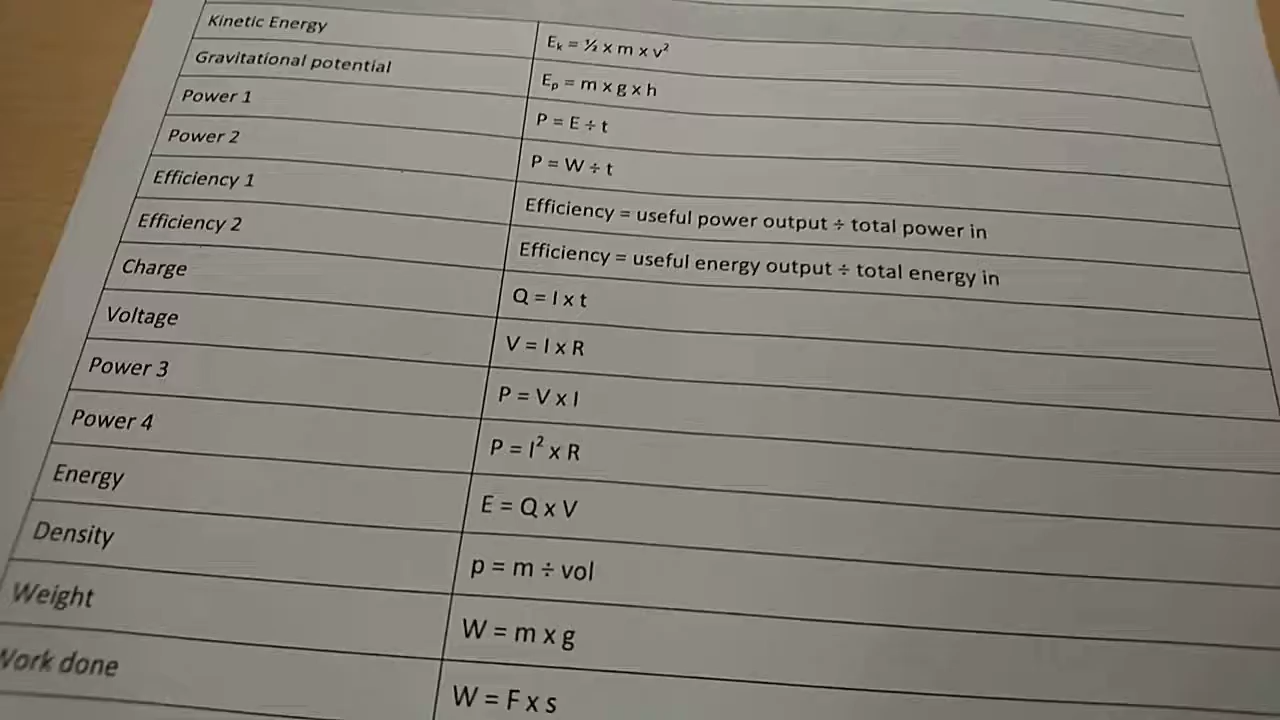 Kinetic Energy Eₖ = ½ x m x v²
Gravitational potential Eₚ = m x g x h
Power 1 P = E ÷ t
Power 2 P = W ÷ t
Efficiency 1 Efficiency = useful power output ÷ total power in
Efficiency 2 Efficiency = useful energy output ÷ total energy in
Charge Q = I x t
Voltage V = I x R
Power 3 P = V x I
Power 4 P = I² x R
Energy E = Q x V
Density p = m ÷ vol
Weight W = m x g
Work done W = F x s